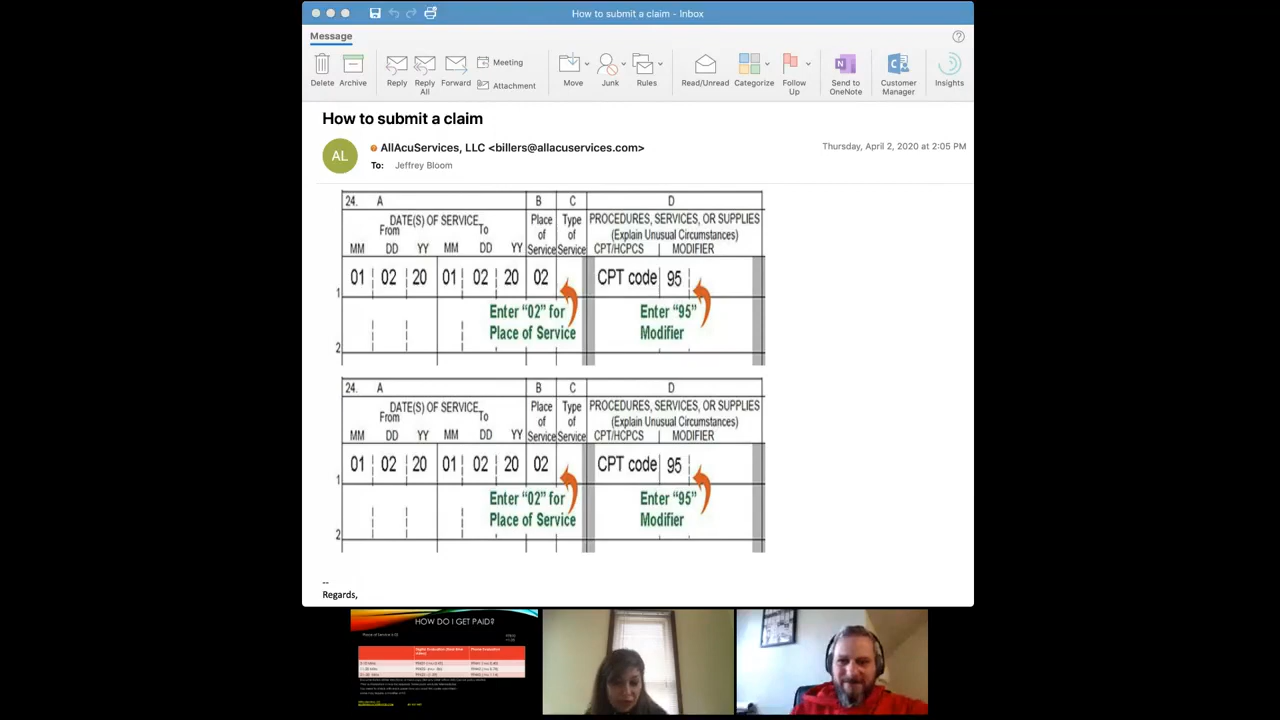 How to submit a claim - Inbox
Message
Delete
Archive
Reply
Reply All
Forward
Meeting
Attachment
Move
Junk
Rules
Read/Unread
Categorize
Follow Up
Send to OneNote
Customer Manager
Insights
How to submit a claim
AL
AllAcuServices, LLC <billers@allacuservices.com>
Thursday, April 2, 2020 at 2:05 PM
To: Jeffrey Bloom
24. A B C D
DATE(S) OF SERVICE Place Type PROCEDURES, SERVICES, OR SUPPLIES
From To of of (Explain Unusual Circumstances)
MM DD YY MM DD YY Service Service CPT/HCPCS | MODIFIER
01 02 20 01 02 20 02 CPT code 95
1
Enter “02” for Enter “95”
Place of Service Modifier
2
24. A B C D
DATE(S) OF SERVICE Place Type PROCEDURES, SERVICES, OR SUPPLIES
From To of of (Explain Unusual Circumstances)
MM DD YY MM DD YY Service Service CPT/HCPCS | MODIFIER
01 02 20 01 02 20 02 CPT code 95
1
Enter “02” for Enter “95”
Place of Service Modifier
2
--
Regards,
HOW DO I GET PAID?